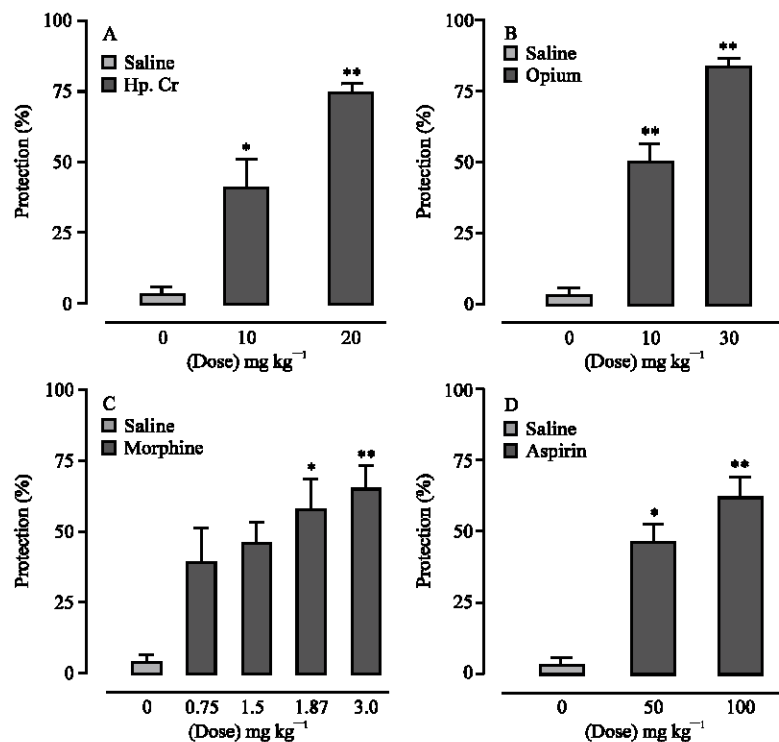 A
Saline
Hp. Cr
Protection (%)
100
75
50
25
0
*
**
0 10 20
(Dose) mg kg⁻¹
B
Saline
Opium
Protection (%)
100
75
50
25
0
**
**
0 10 30
(Dose) mg kg⁻¹
C
Saline
Morphine
Protection (%)
100
75
50
25
0
*
**
0 0.75 1.5 1.87 3.0
(Dose) mg kg⁻¹
D
Saline
Aspirin
Protection (%)
100
75
50
25
0
*
**
0 50 100
(Dose) mg kg⁻¹